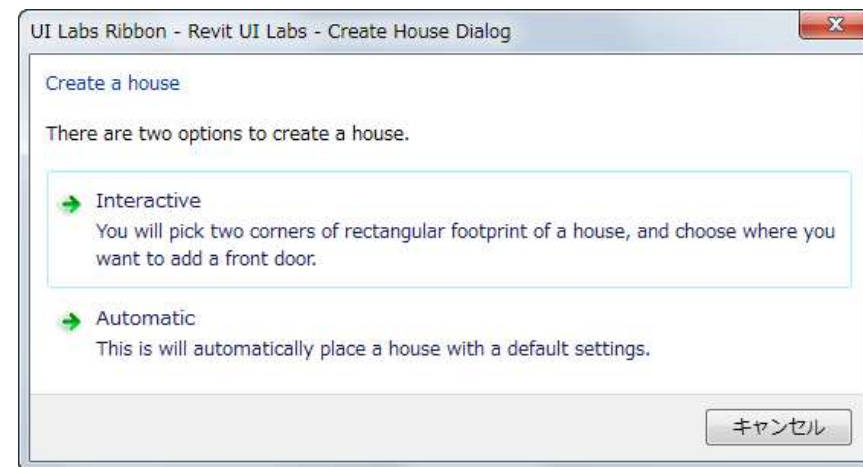 UI Labs Ribbon - Revit UI Labs - Create House Dialog
Create a house
There are two options to create a house.
Interactive
You will pick two corners of rectangular footprint of a house, and choose where you
want to add a front door.
Automatic
This is will automatically place a house with a default settings.
キャンセル